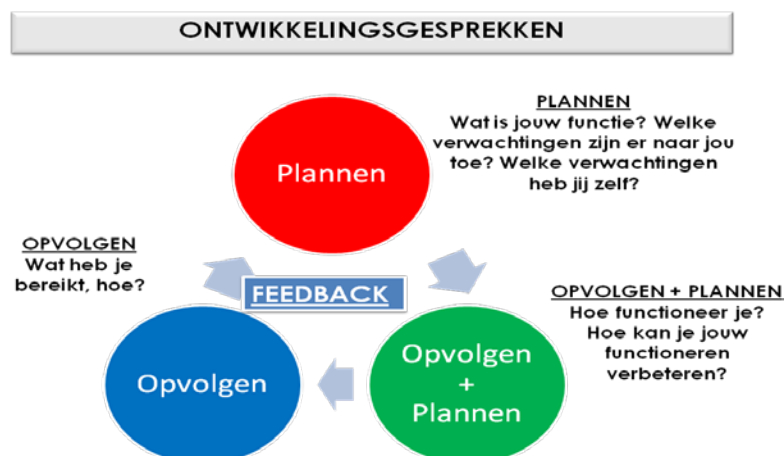 ONTWIKKELINGSGESPREKKEN
PLANNEN
Wat is jouw functie? Welke
verwachtingen zijn er naar jou
toe? Welke verwachtingen
heb jij zelf?
Plannen
OPVOLGEN
Wat heb je
bereikt, hoe?
FEEDBACK
OPVOLGEN + PLANNEN
Hoe functioneer je?
Hoe kan je jouw
functioneren
verbeteren?
Opvolgen
Opvolgen
+
Plannen